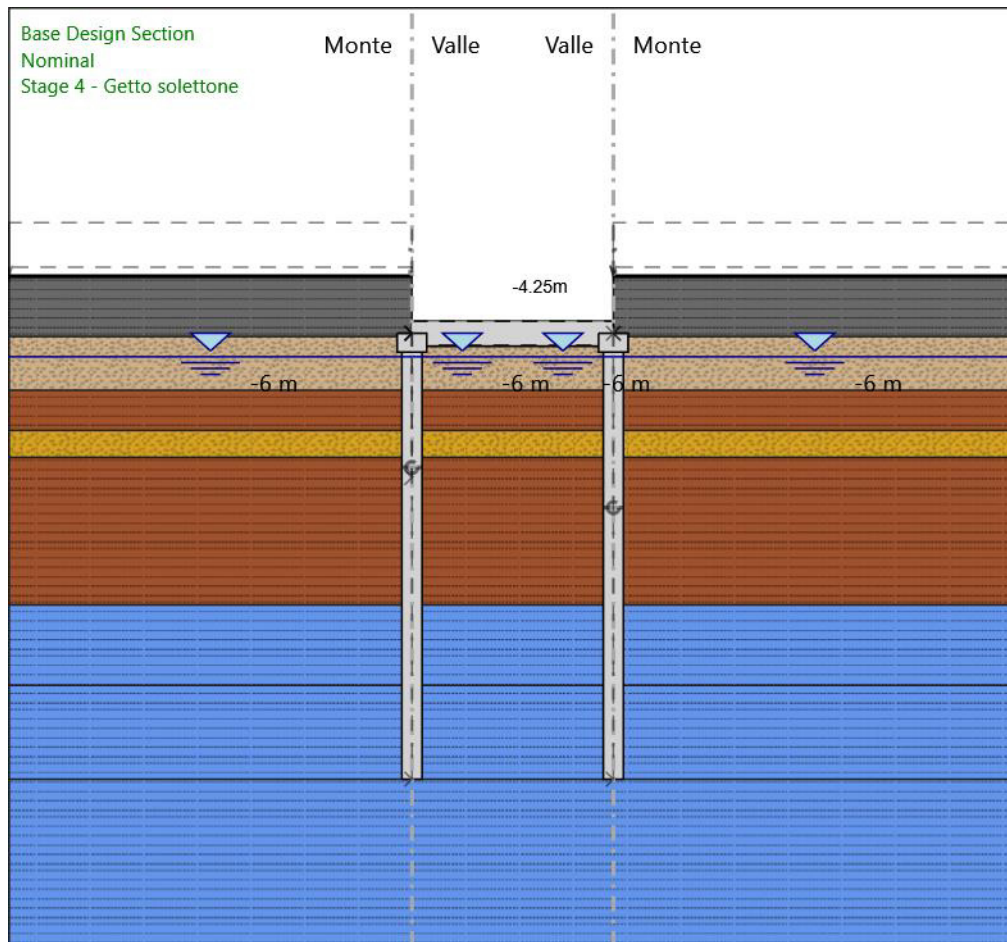 Base Design Section
Nominal
Stage 4 - Getto solettone
Monte Valle Valle Monte
-4.25m
-6 m -6 m -6 m -6 m